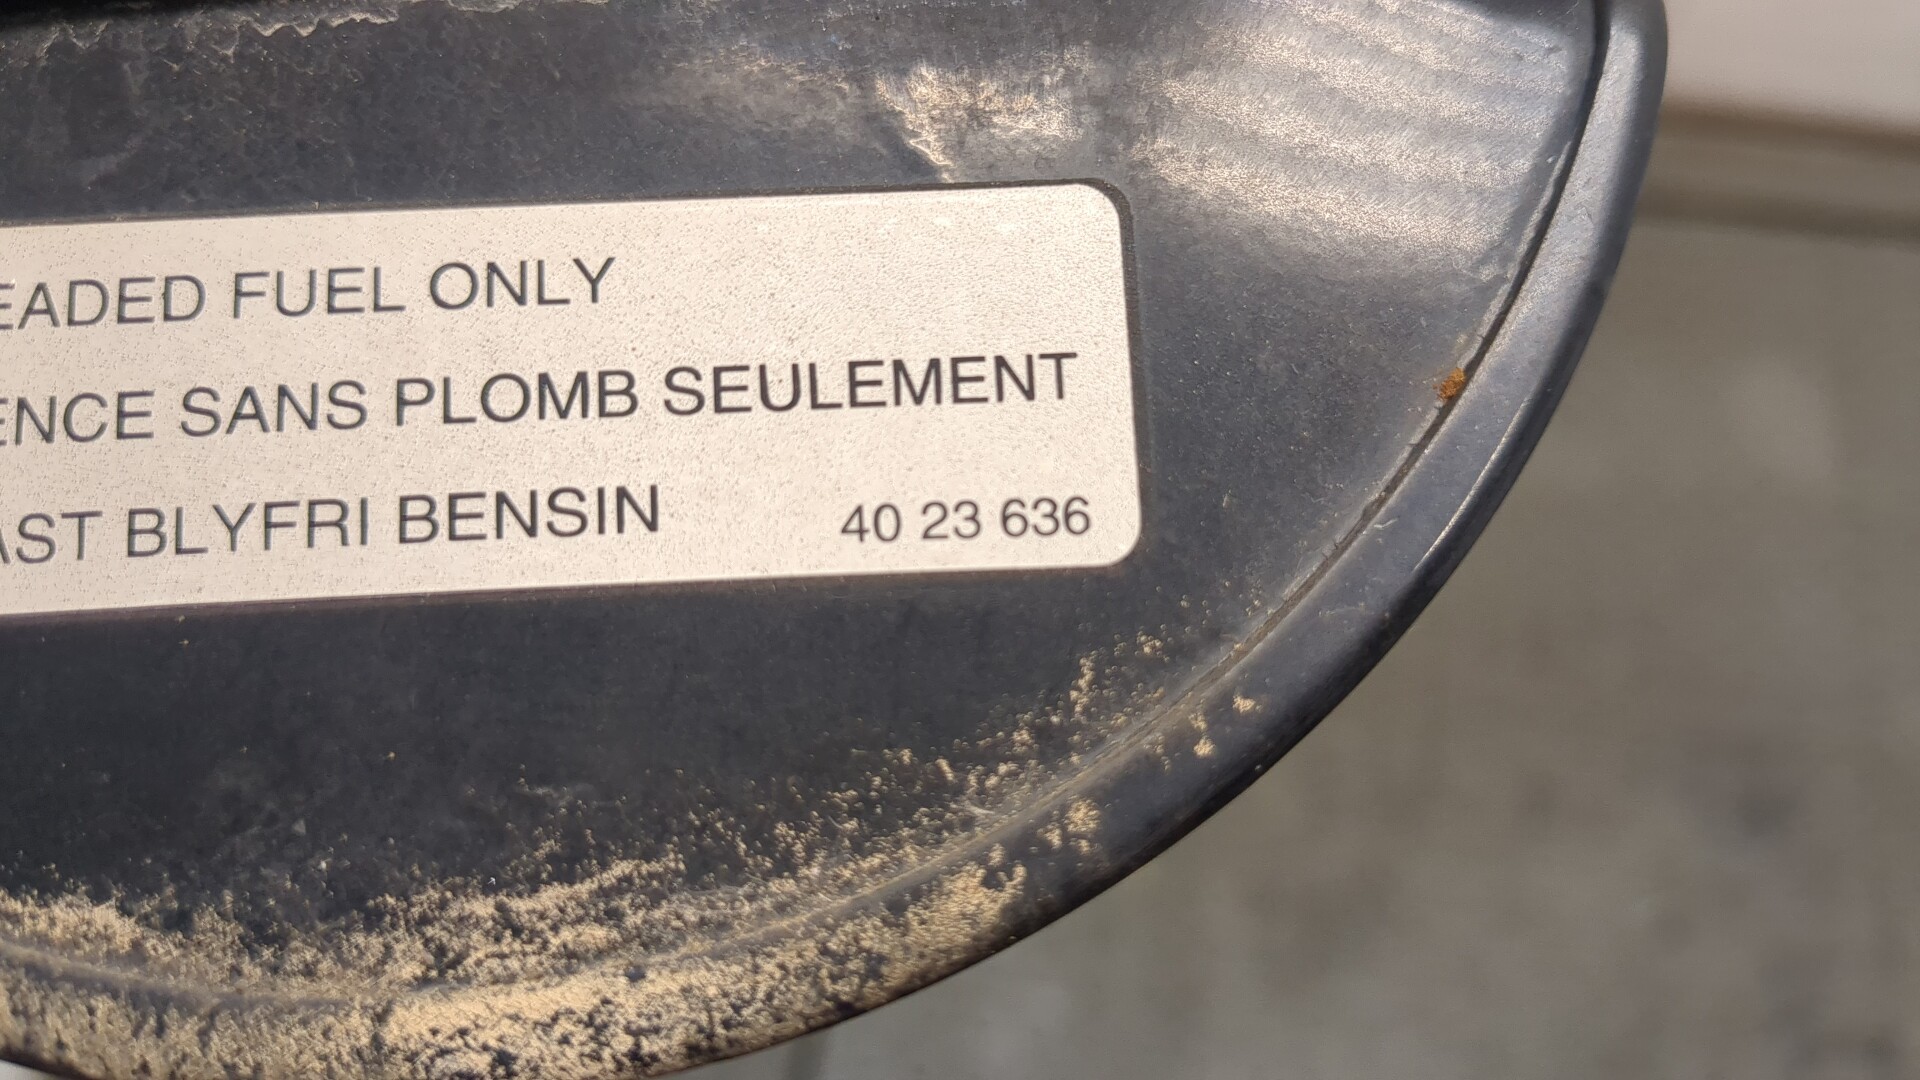 EADED FUEL ONLY
ENCE SANS PLOMB SEULEMENT
AST BLYFRI BENSIN 40 23 636